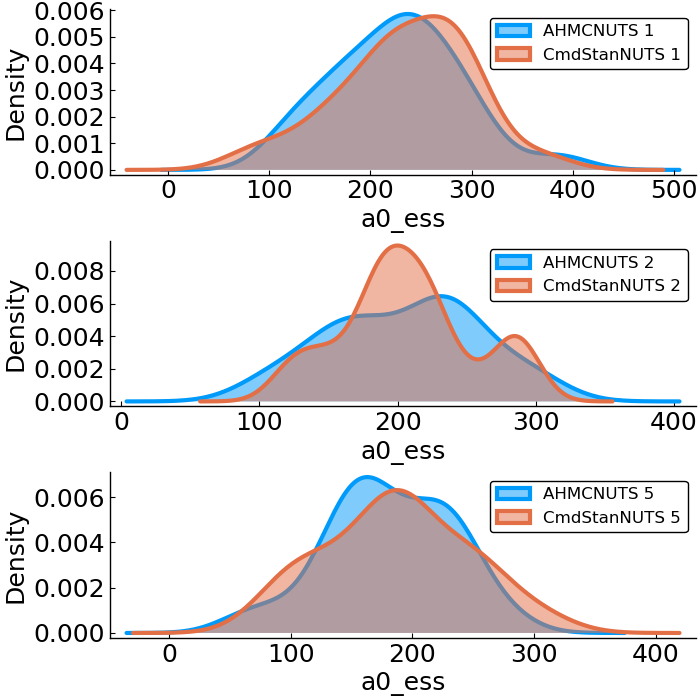 0.006
0.005
0.004
0.003
0.002
0.001
0.000
Density
AHMCNUTS 1
CmdStanNUTS 1
0 100 200 300 400 500
a0_ess
0.008
0.006
0.004
0.002
0.000
Density
AHMCNUTS 2
CmdStanNUTS 2
0 100 200 300 400
a0_ess
0.006
0.004
0.002
0.000
Density
AHMCNUTS 5
CmdStanNUTS 5
0 100 200 300 400
a0_ess